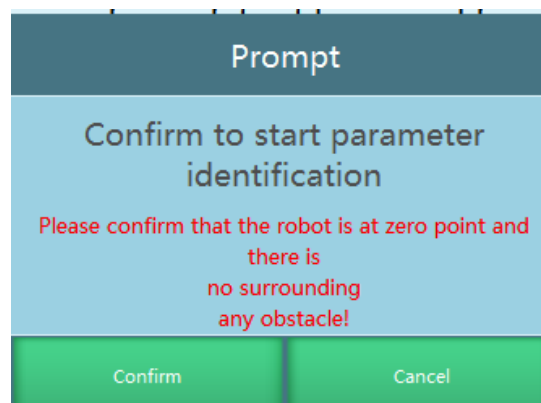 Prompt
Confirm to start parameter
identification
Please confirm that the robot is at zero point and
there is
no surrounding
any obstacle!
Confirm
Cancel